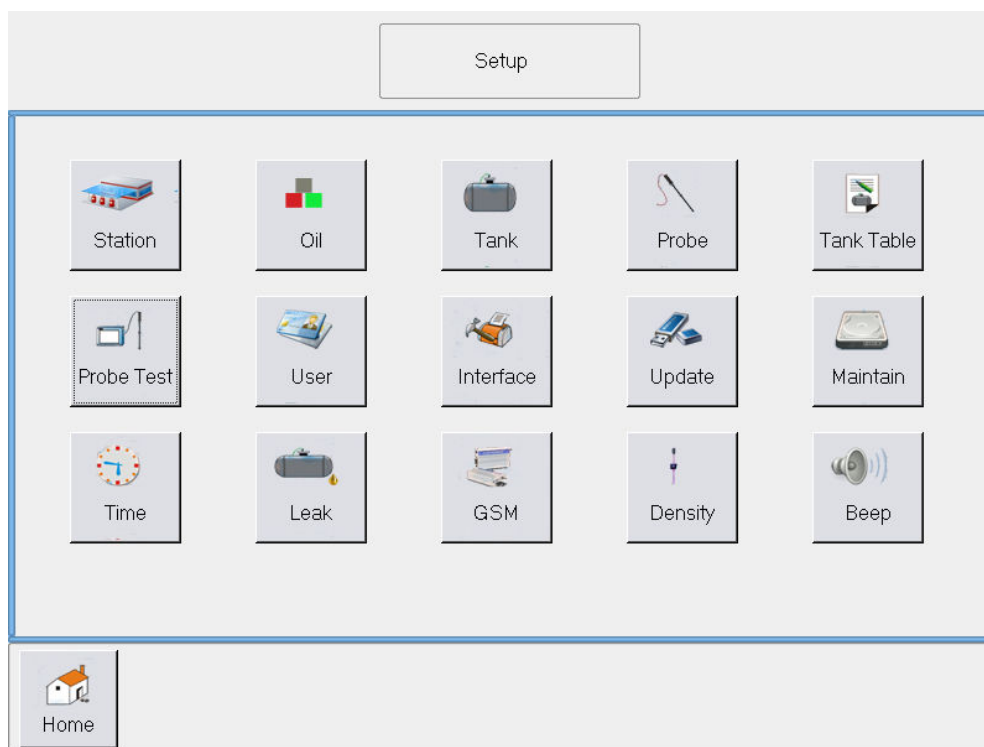 Setup
Station
Oil
Tank
Probe
Tank Table
Probe Test
User
Interface
Update
Maintain
Time
Leak
GSM
Density
Beep
Home